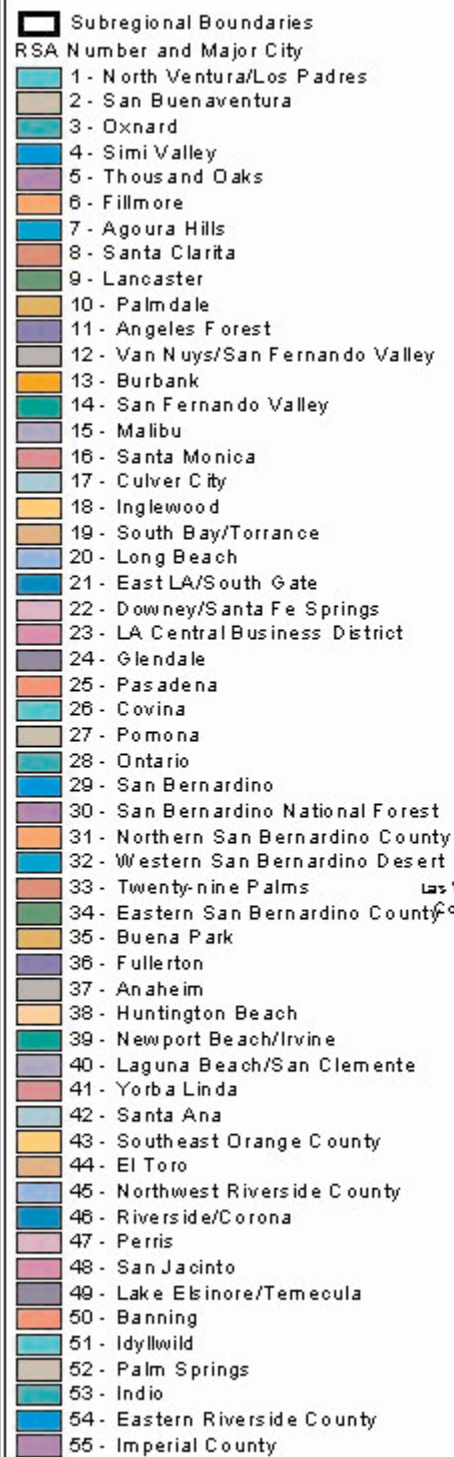 Subregional Boundaries
RSA Number and Major City
1 - North Ventura/Los Padres
2 - San Buenaventura
3 - Oxnard
4 - Simi Valley
5 - Thousand Oaks
6 - Fillmore
7 - Agoura Hills
8 - Santa Clarita
9 - Lancaster
10 - Palmdale
11 - Angeles Forest
12 - Van Nuys/San Fernando Valley
13 - Burbank
14 - San Fernando Valley
15 - Malibu
16 - Santa Monica
17 - Culver City
18 - Inglewood
19 - South Bay/Torrance
20 - Long Beach
21 - East LA/South Gate
22 - Downey/Santa Fe Springs
23 - LA Central Business District
24 - Glendale
25 - Pasadena
26 - Covina
27 - Pomona
28 - Ontario
29 - San Bernardino
30 - San Bernardino National Forest
31 - Northern San Bernardino County
32 - Western San Bernardino Desert
33 - Twenty-nine Palms Las
34 - Eastern San Bernardino County
35 - Buena Park
36 - Fullerton
37 - Anaheim
38 - Huntington Beach
39 - Newport Beach/Irvine
40 - Laguna Beach/San Clemente
41 - Yorba Linda
42 - Santa Ana
43 - Southeast Orange County
44 - El Toro
45 - Northwest Riverside County
46 - Riverside/Corona
47 - Perris
48 - San Jacinto
49 - Lake Elsinore/Temecula
50 - Banning
51 - Idyllwild
52 - Palm Springs
53 - Indio
54 - Eastern Riverside County
55 - Imperial County